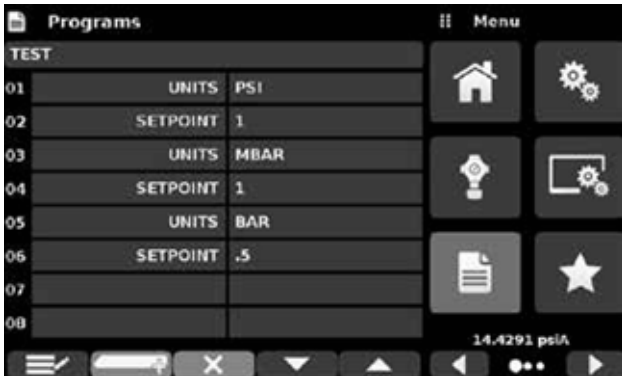 Programs
Menu
TEST
01 UNITS PSI
02 SETPOINT 1
03 UNITS MBAR
04 SETPOINT 1
05 UNITS BAR
06 SETPOINT .5
07
08
14.4291 psiA